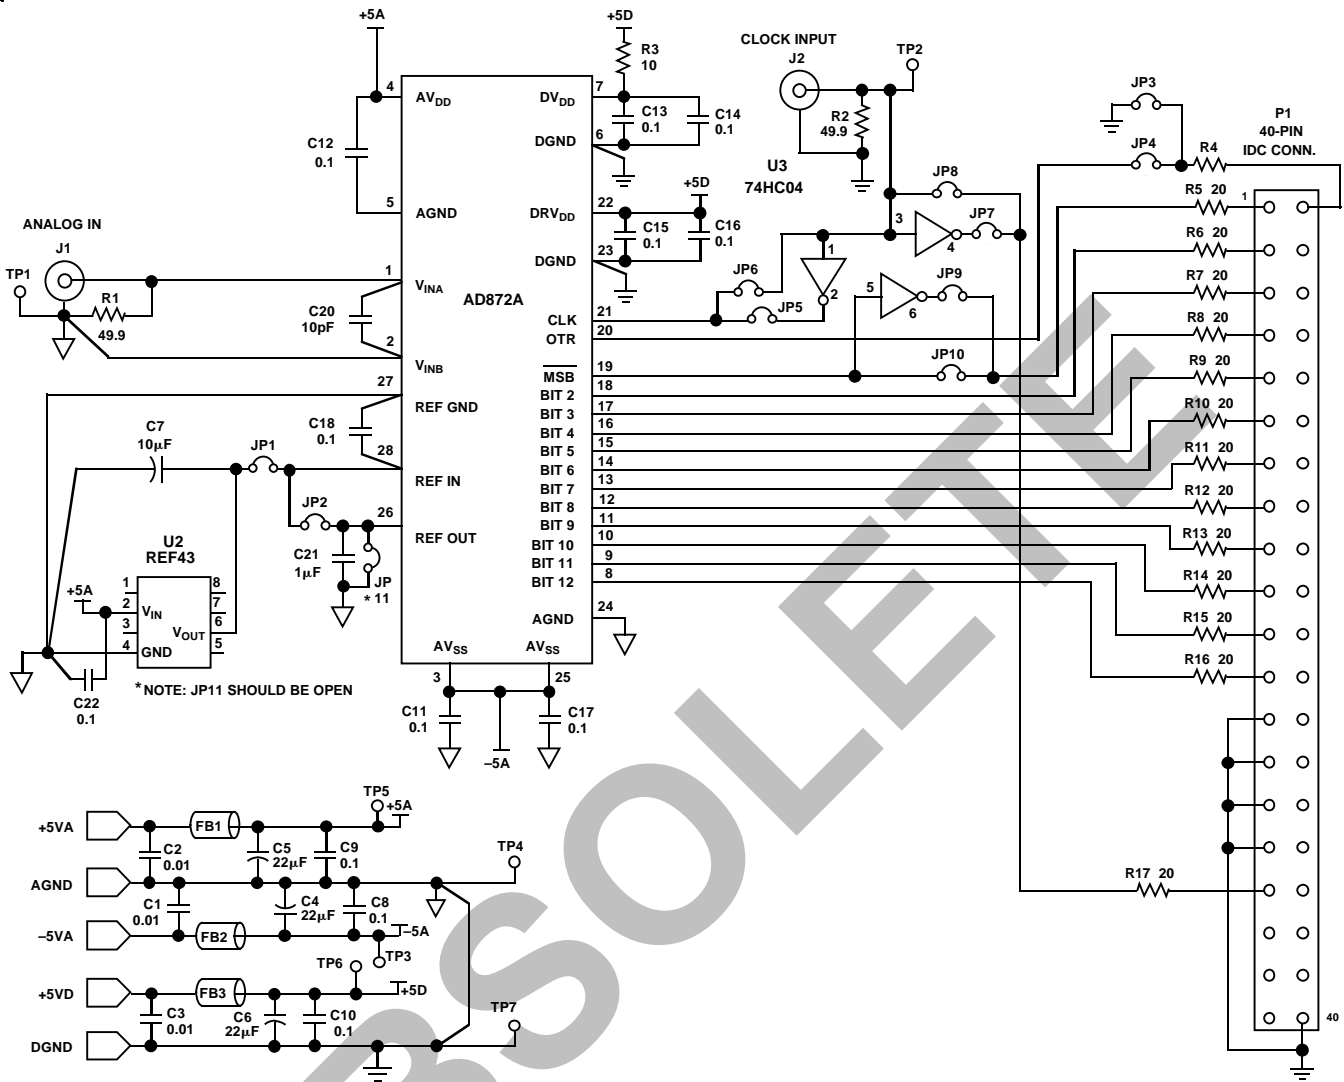 +5A
+5D
R3
10
CLOCK INPUT
J2
TP2
4
AVDD
7
DVDD
C12
0.1
C13
0.1
C14
0.1
6
DGND
R2
49.9
U3
74HC04
JP3
JP4
R4
P1
40-PIN
IDC CONN.
5
AGND
22
DRVDD
+5D
C15
0.1
C16
0.1
23
DGND
JP8
3
4
JP7
1
2
JP6
JP5
5
6
JP9
JP10
ANALOG IN
J1
TP1
R1
49.9
1
VINA
C20
10pF
2
VINB
AD872A
CLK
21
OTR
20
MSB
19
BIT 2
18
BIT 3
17
BIT 4
16
BIT 5
15
BIT 6
14
BIT 7
13
BIT 8
12
BIT 9
11
BIT 10
10
BIT 11
9
BIT 12
8
AGND
24
27
REF GND
C18
0.1
28
REF IN
C7
10µF
JP1
JP2
26
REF OUT
C21
1µF
JP
* 11
U2
REF43
+5A
1
2
3
4
VIN
VOUT
GND
8
7
6
5
C22
0.1
*NOTE: JP11 SHOULD BE OPEN
AVSS
AVSS
3
25
C11
0.1
C17
0.1
–5A
R5 20
R6 20
R7 20
R8 20
R9 20
R10 20
R11 20
R12 20
R13 20
R14 20
R15 20
R16 20
R17 20
1
40
+5VA
FB1
TP5
+5A
C2
0.01
C5
22µF
C9
0.1
TP4
AGND
C1
0.01
C4
22µF
C8
0.1
–5VA
FB2
–5A
TP3
TP6
+5VD
FB3
+5D
C3
0.01
C6
22µF
C10
0.1
TP7
DGND
BSOLETE